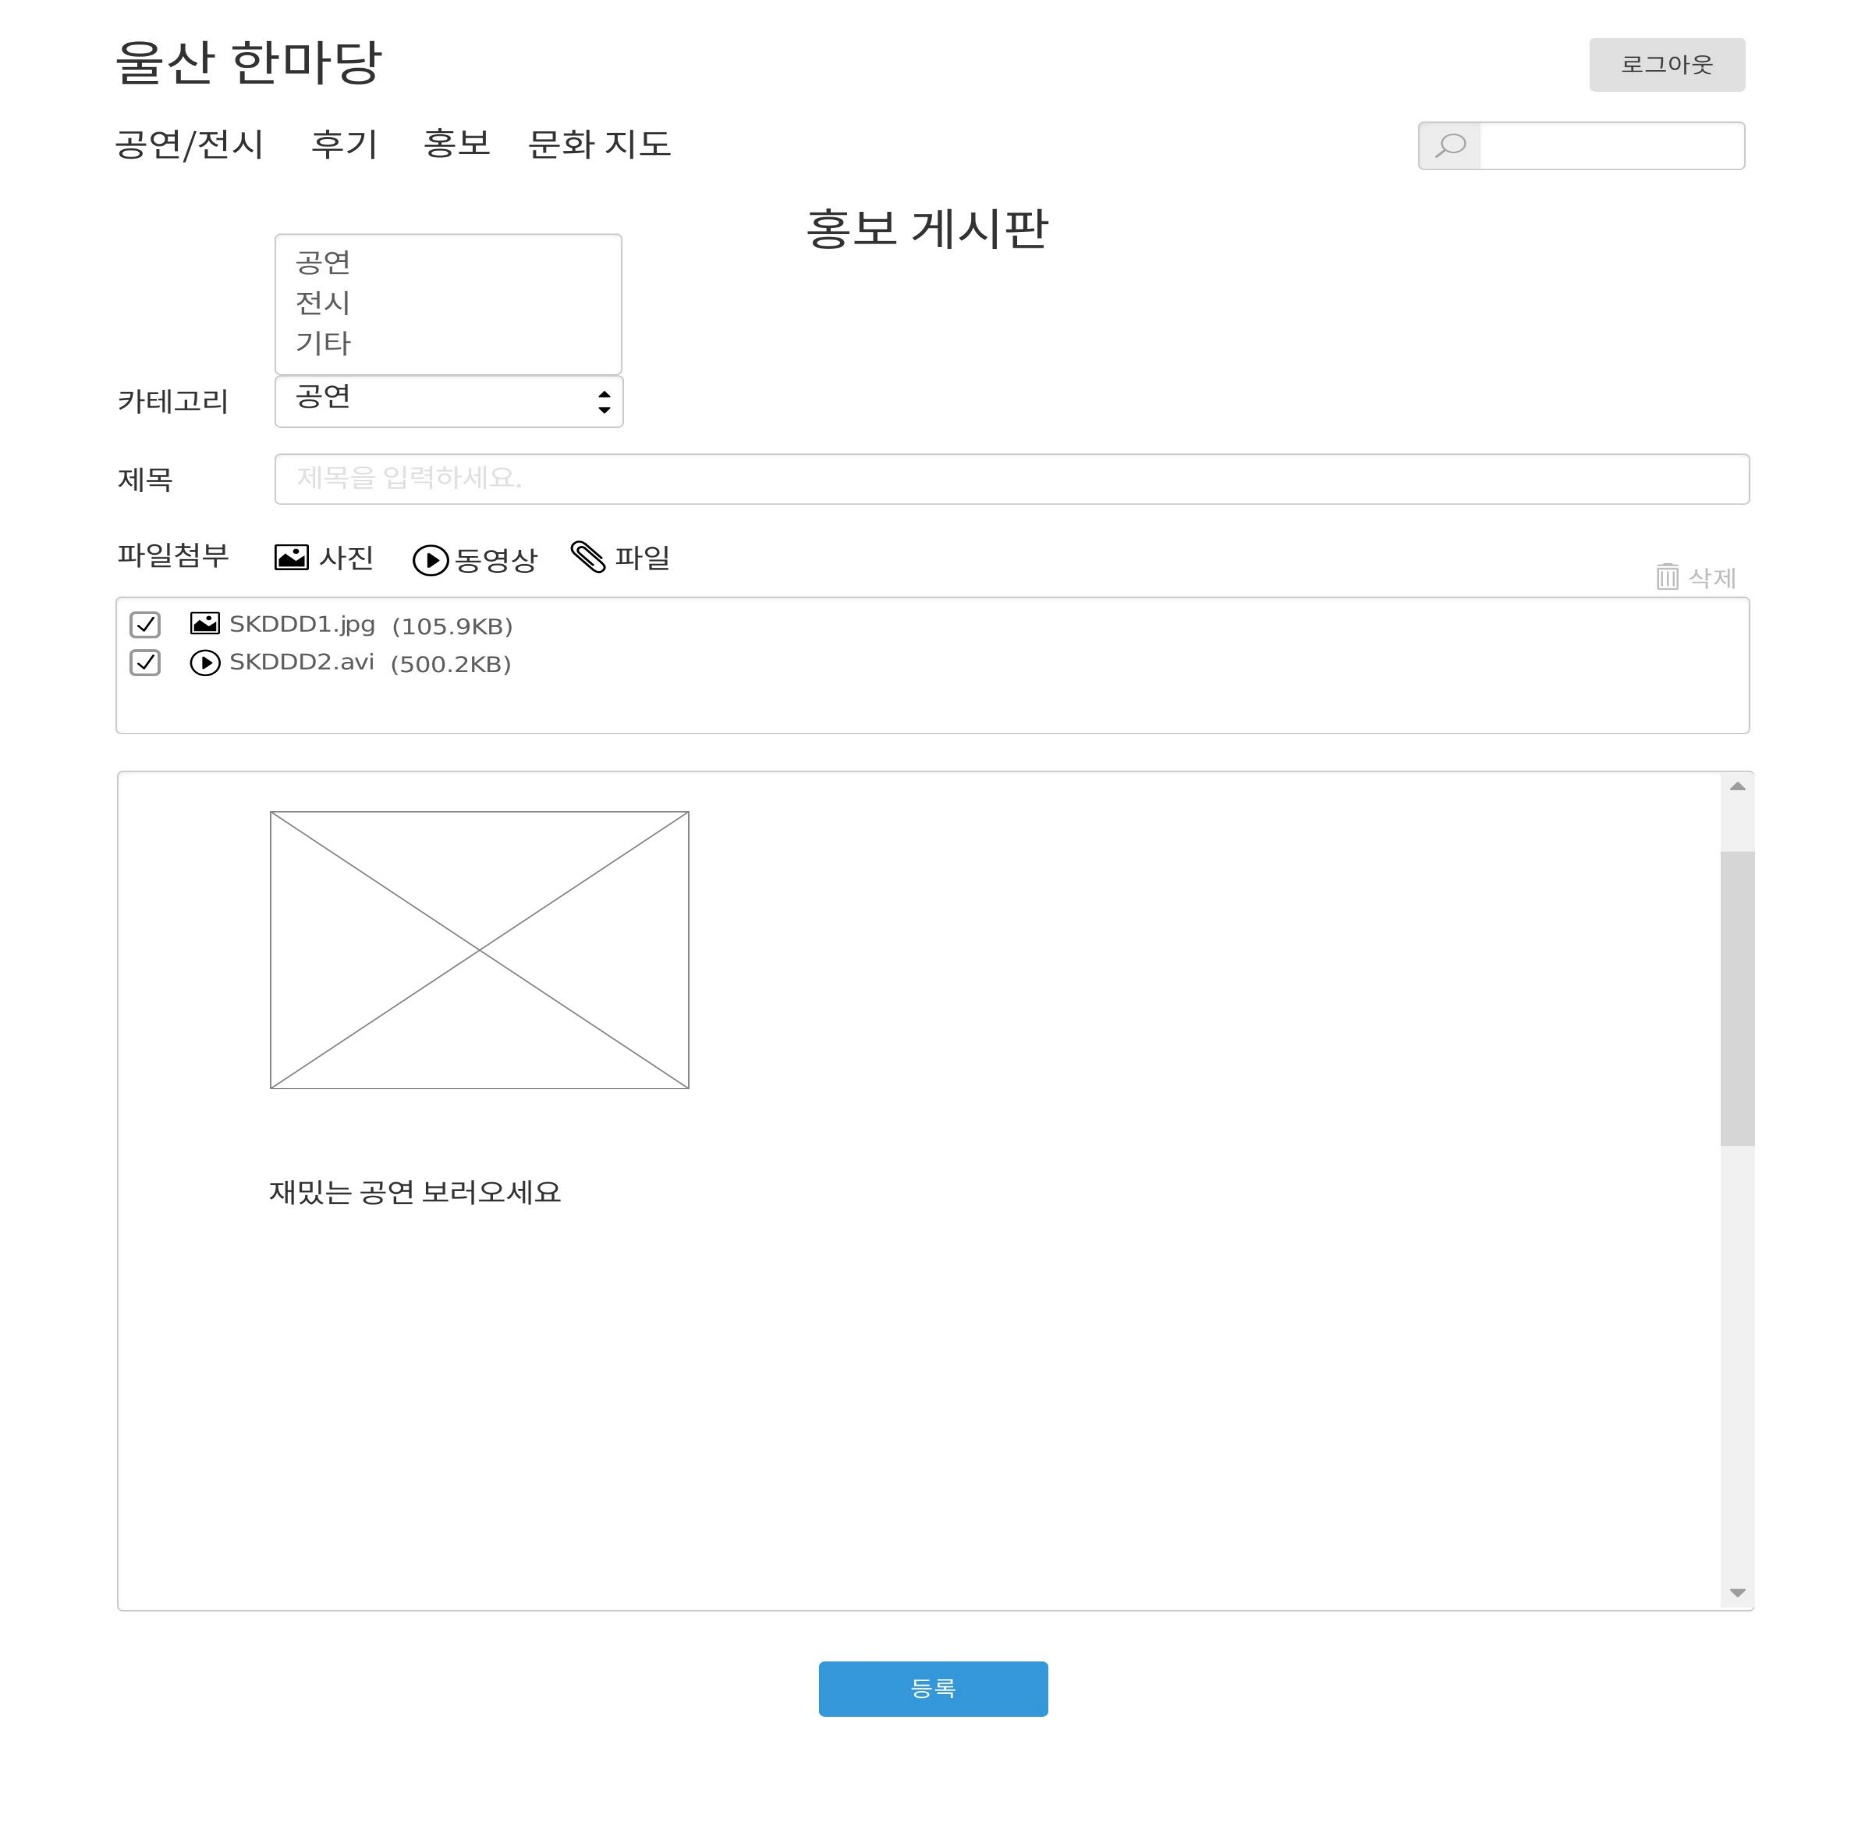 울산 한마당
로그아웃
공연/전시 후기 홍보 문화 지도
홍보 게시판
공연
전시
기타
카테고리 공연
제목 제목을 입력하세요.
파일첨부 사진 동영상 파일
삭제
SKDDD1.jpg (105.9KB)
SKDDD2.avi (500.2KB)
재밌는 공연 보러오세요
등록